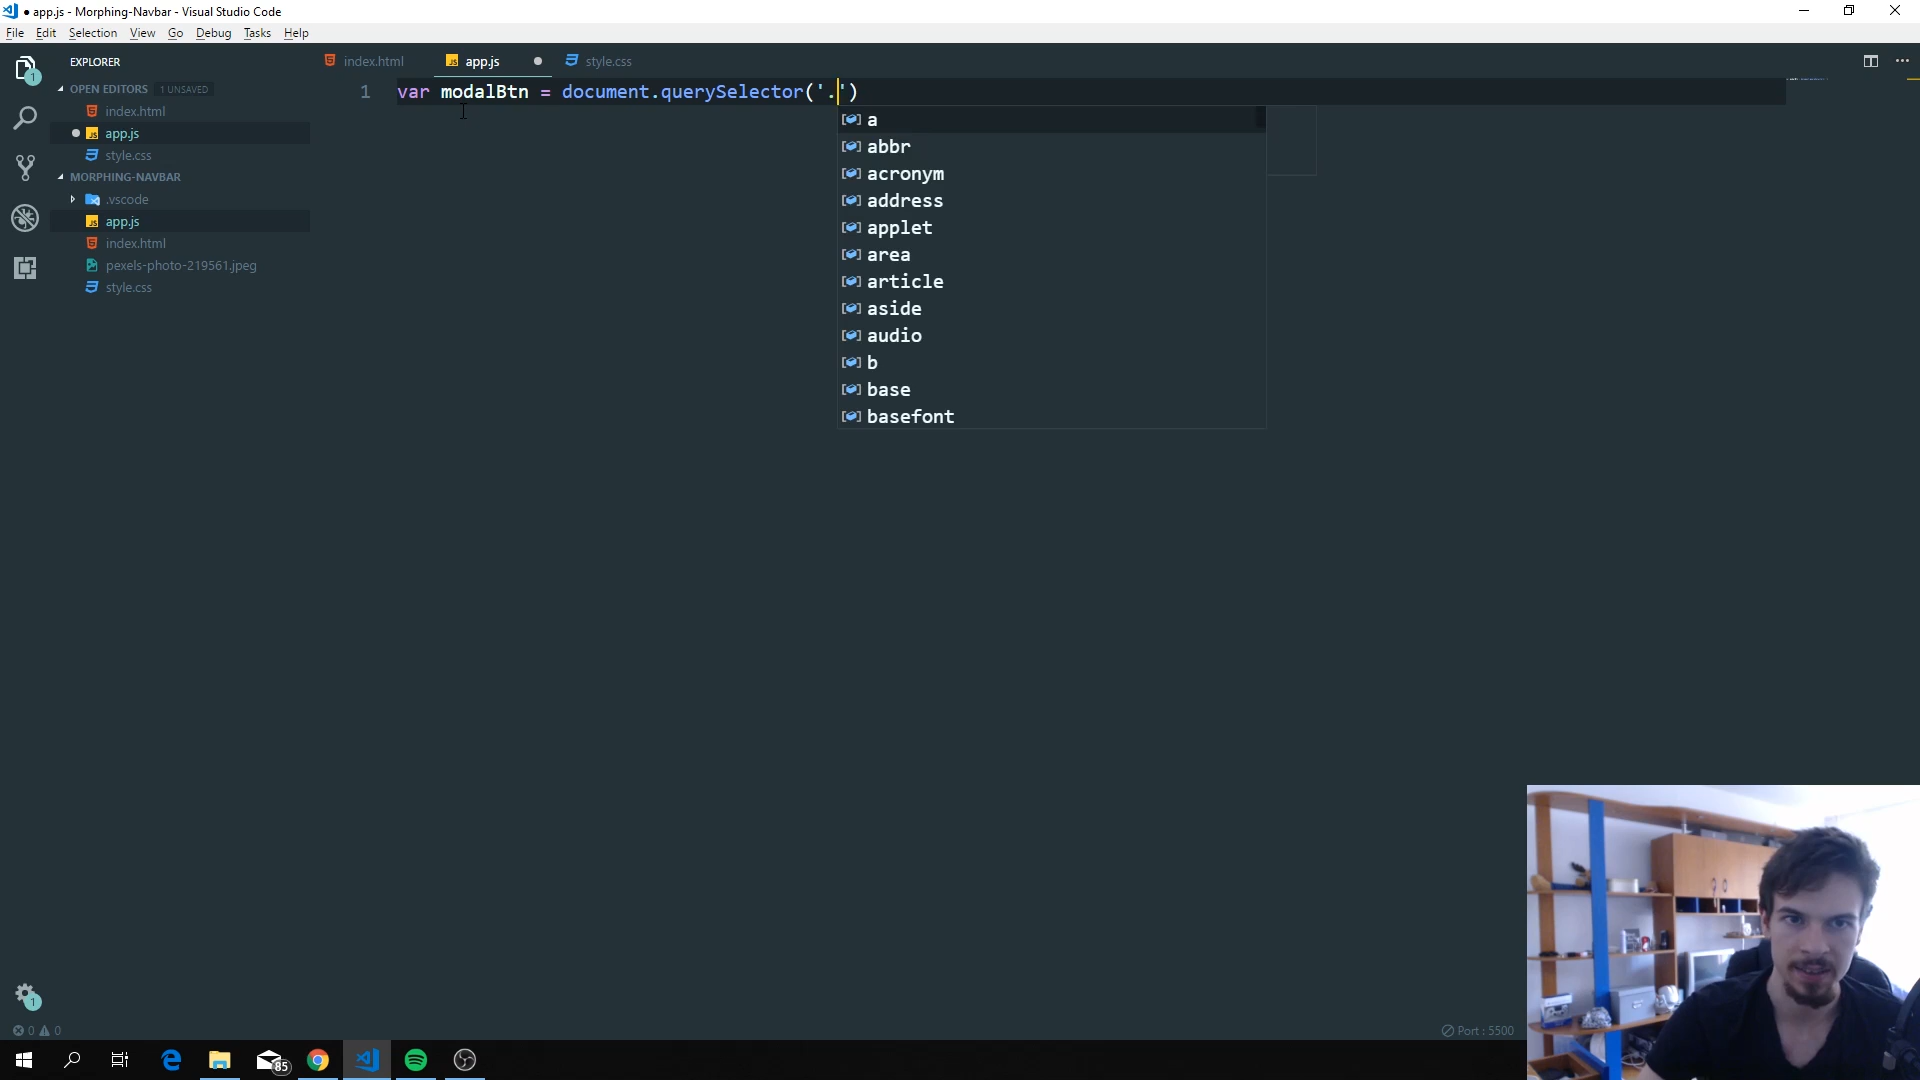 app.js - Morphing-Navbar - Visual Studio Code
File Edit Selection View Go Debug Tasks Help
EXPLORER
index.html
app.js
style.css
OPEN EDITORS 1 UNSAVED
index.html
app.js
style.css
MORPHING-NAVBAR
.vscode
app.js
index.html
pexels-photo-219561.jpeg
style.css
1 var modalBtn = document.querySelector('.')
a
abbr
acronym
address
applet
area
article
aside
audio
b
base
basefont
1
1
0 0
Port : 5500
85